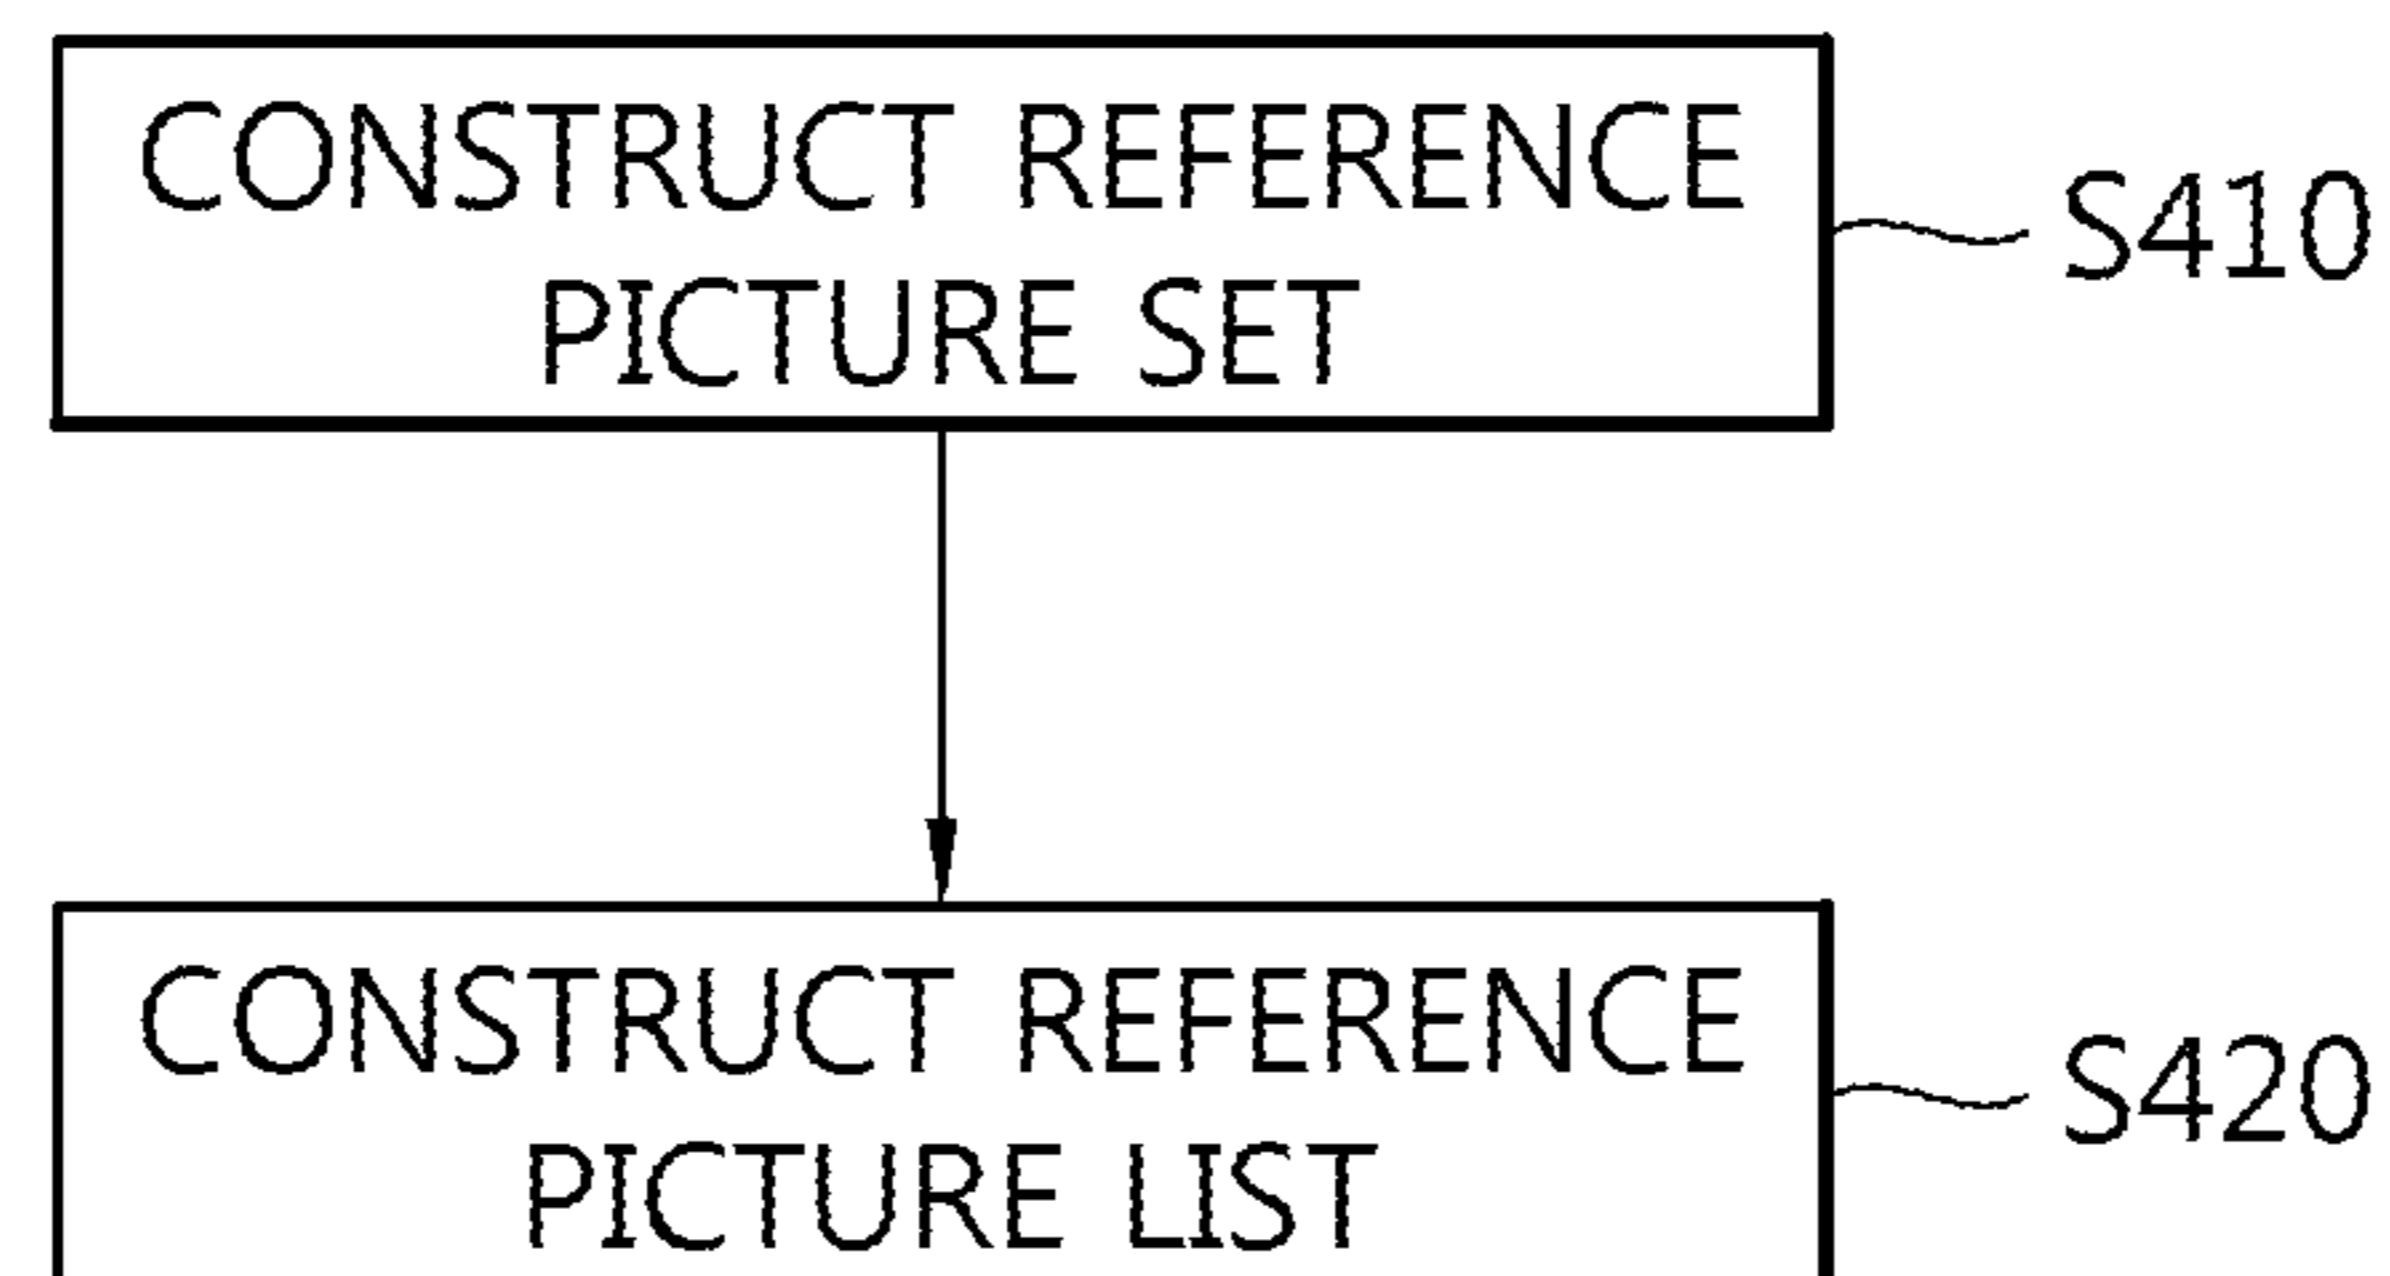 CONSTRUCT REFERENCE
PICTURE SET
S410
CONSTRUCT REFERENCE
PICTURE LIST
S420